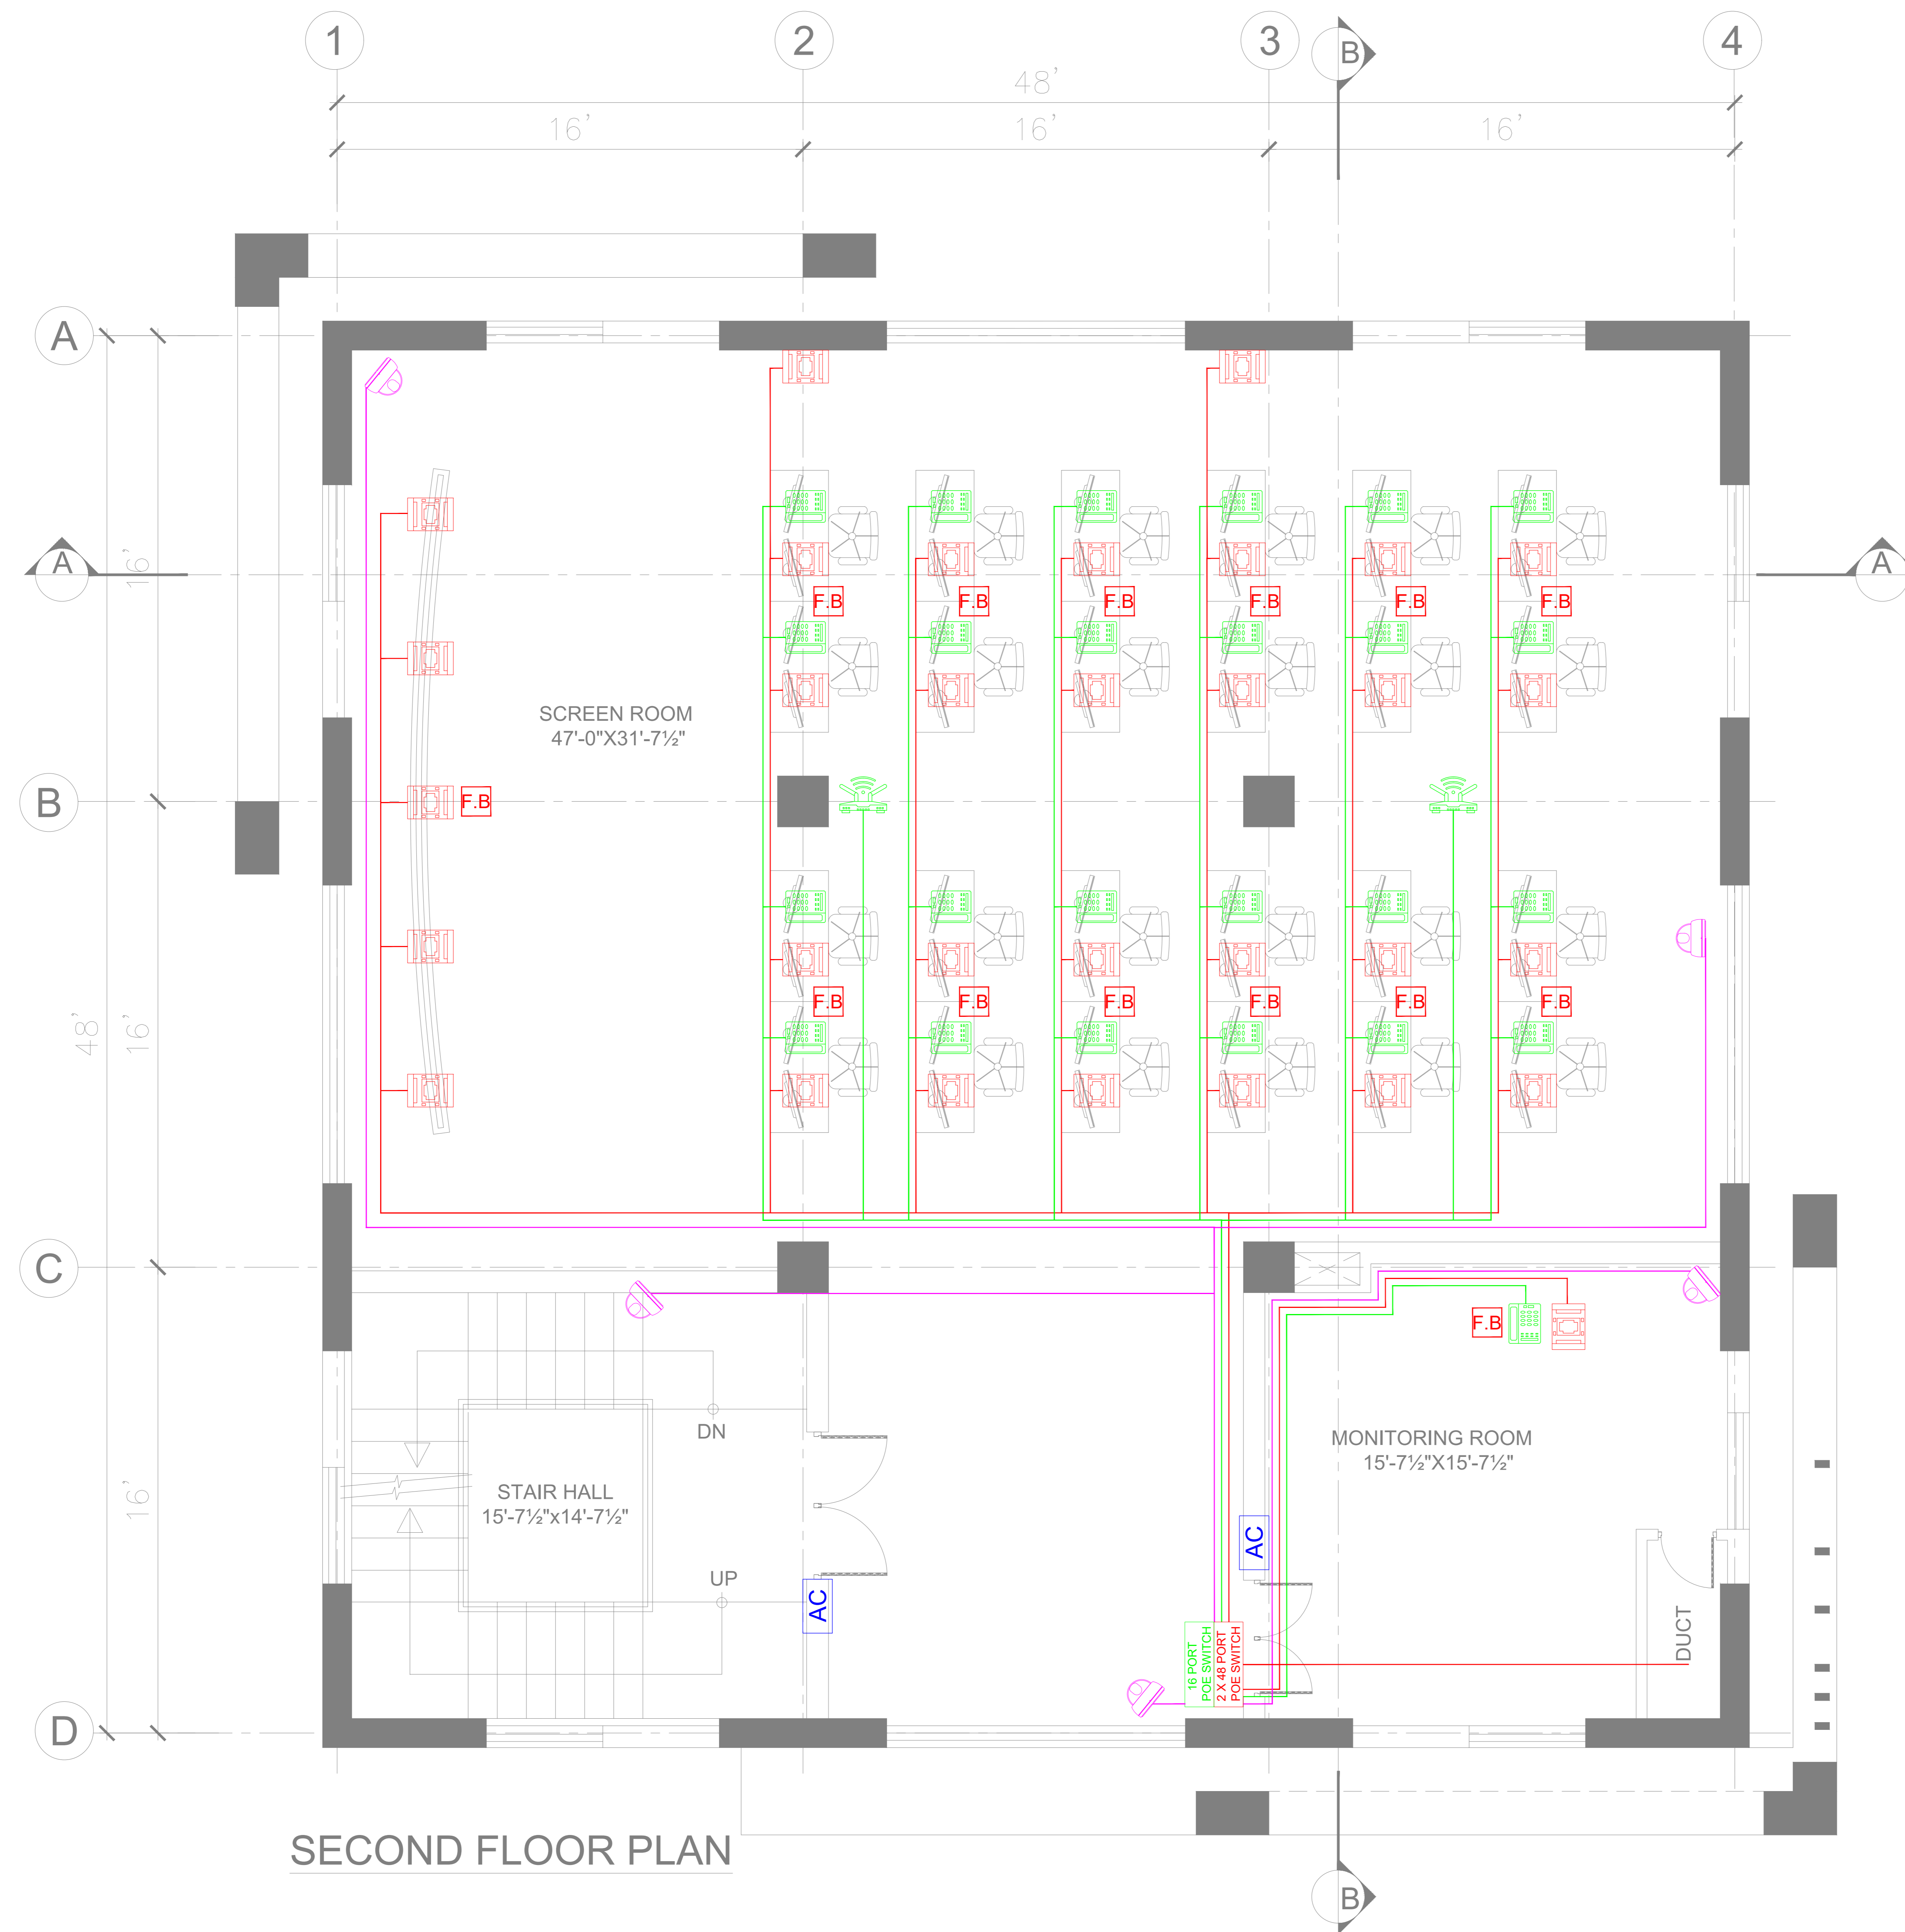 1
2
3
B
4
48'
16'
16'
16'
A
A
A
16'
F.B
F.B
F.B
F.B
F.B
F.B
SCREEN ROOM
47'-0"X31'-7½"
B
F.B
48'
16'
F.B
F.B
F.B
F.B
F.B
F.B
C
F.B
DN
MONITORING ROOM
15'-7½"X15'-7½"
16'
STAIR HALL
15'-7½"x14'-7½"
AC
UP
AC
16 PORT
POE SWITCH
2 X 48 PORT
POE SWITCH
DUCT
D
SECOND FLOOR PLAN
B